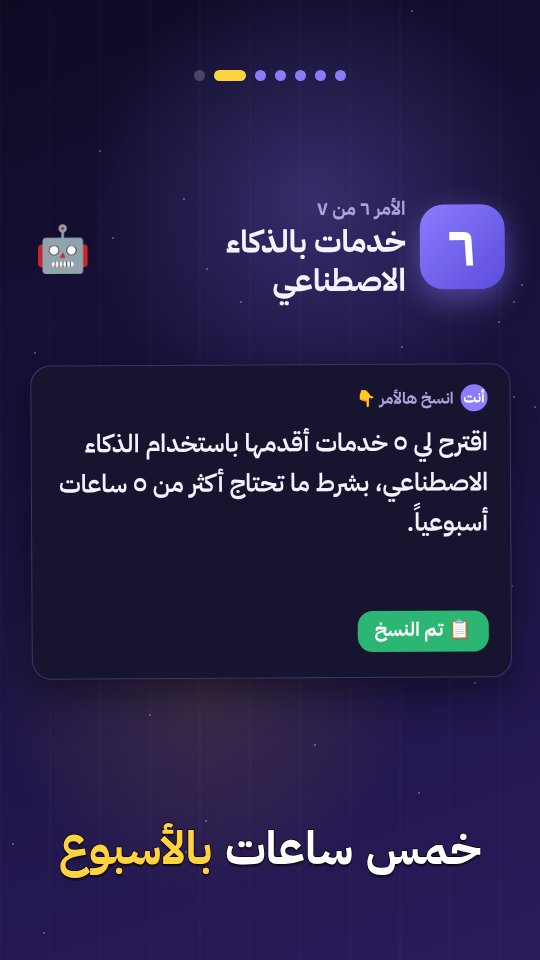 الأمر ٦ من ٧
٦
خدمات بالذكاء
الاصطناعي
أنت
انسخ هالأمر 👇
اقترح لي ٥ خدمات أقدمها باستخدام الذكاء
الاصطناعي، بشرط ما تحتاج أكثر من ٥ ساعات
أسبوعياً.
📋 تم النسخ
خمس ساعات بالأسبوع